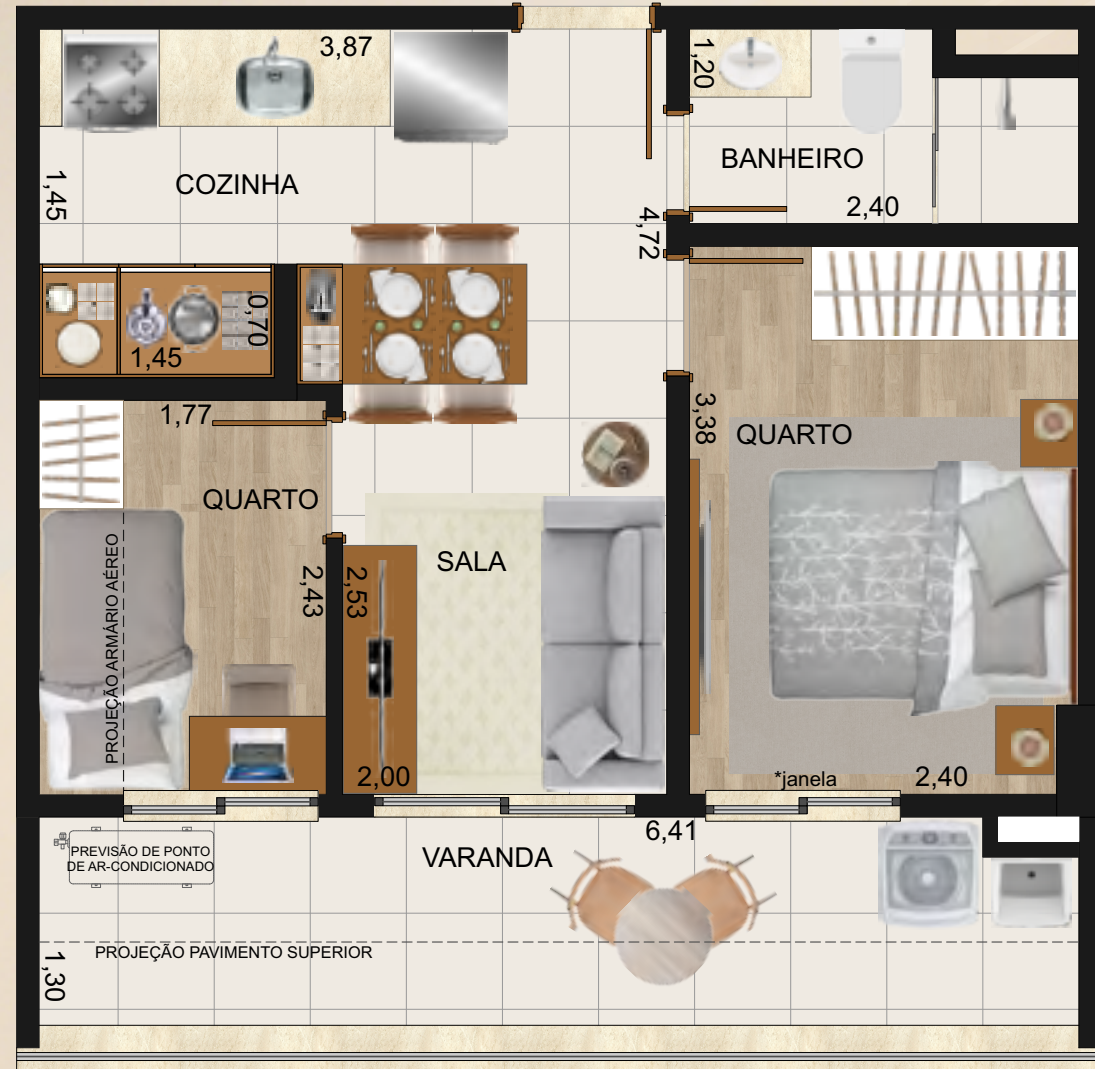 3,87
1,20
COZINHA
BANHEIRO
1,45
2,40
4,72
0,70
1,45
1,77
3,38
QUARTO
QUARTO
PROJEÇÃO ARMÁRIO AÉREO
SALA
2,43
2,53
2,00
*janela
2,40
6,41
PREVISÃO DE PONTO
DE AR-CONDICIONADO
VARANDA
PROJEÇÃO PAVIMENTO SUPERIOR
1,30